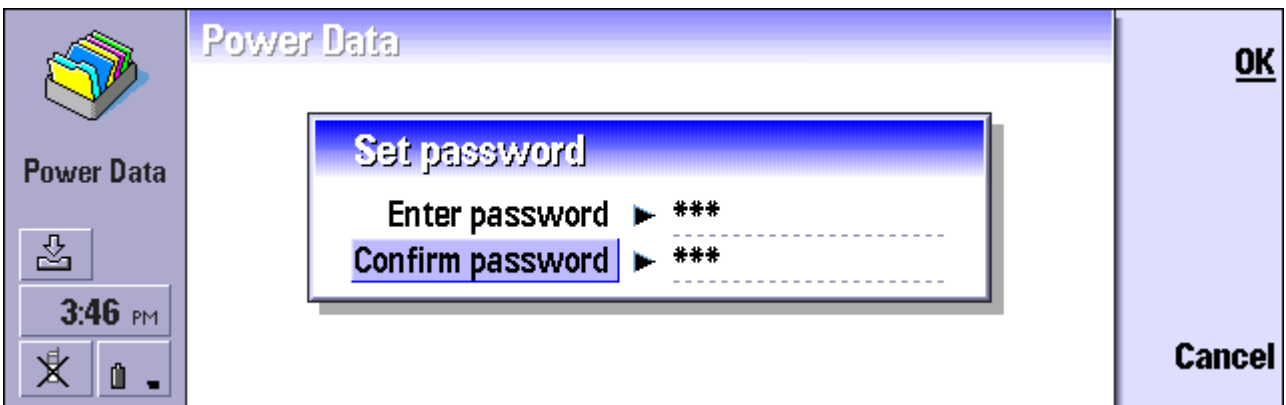 Power Data
OK
Set password
Power Data
Enter password ***
Confirm password ***
3:46 PM
Cancel